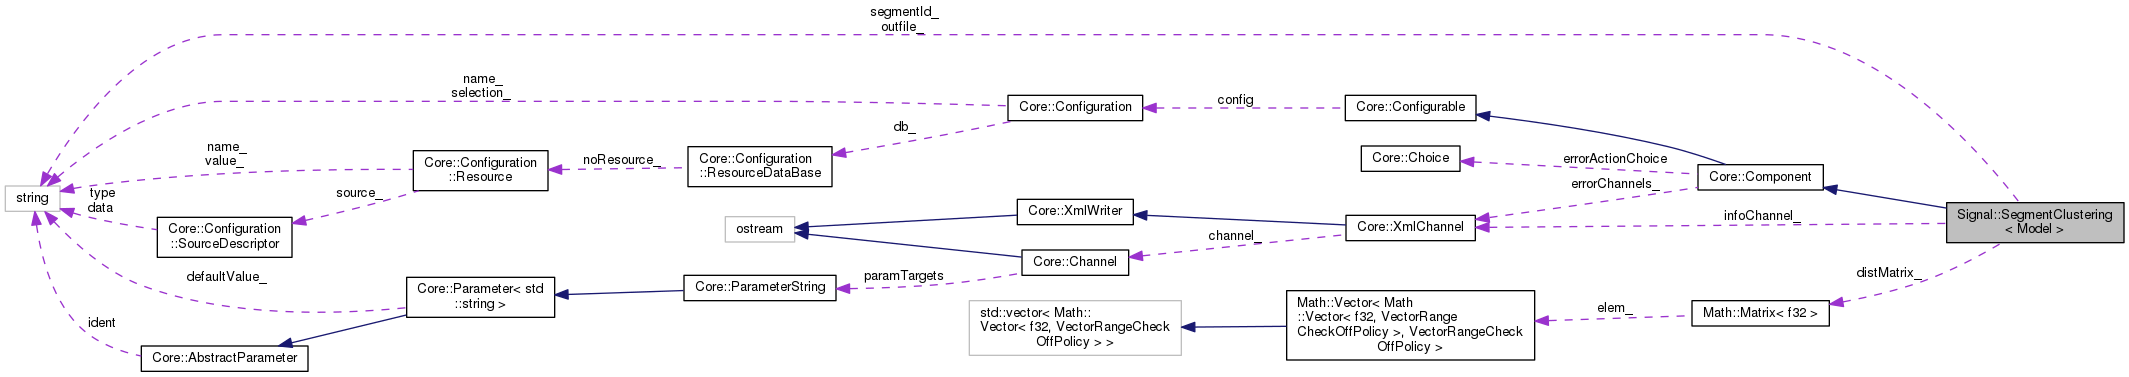 segmentId_
outfile_
name_
selection_
Core::Configuration
config
Core::Configurable
db_
name_
value_
Core::Configuration
::Resource
noResource_
Core::Configuration
::ResourceDataBase
Core::Choice
errorActionChoice
Core::Component
string
type
data
source_
errorChannels_
Core::Configuration
::SourceDescriptor
ostream
Core::XmlWriter
Core::XmlChannel
infoChannel_
Signal::SegmentClustering
< Model >
channel_
Core::Channel
defaultValue_
Core::Parameter< std
::string >
Core::ParameterString
paramTargets
distMatrix_
ident
Core::AbstractParameter
std::vector< Math::
Vector< f32, VectorRangeCheck
OffPolicy > >
Math::Vector< Math
::Vector< f32, VectorRange
CheckOffPolicy >, VectorRangeCheck
OffPolicy >
elem_
Math::Matrix< f32 >